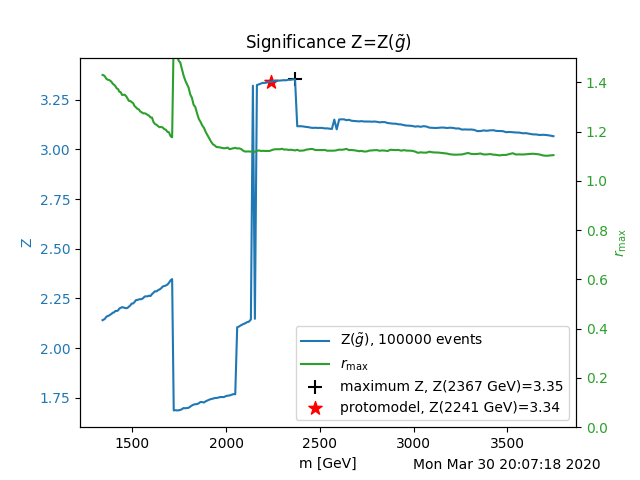 Significance Z=Z(g̃)
Z
3.25
3.00
2.75
2.50
2.25
2.00
1.75
1.4
1.2
1.0
0.8
0.6
0.4
0.2
0.0
r_max
Z(g̃), 100000 events
r_max
maximum Z, Z(2367 GeV)=3.35
protomodel, Z(2241 GeV)=3.34
1500 2000 2500 3000 3500
m [GeV]
Mon Mar 30 20:07:18 2020